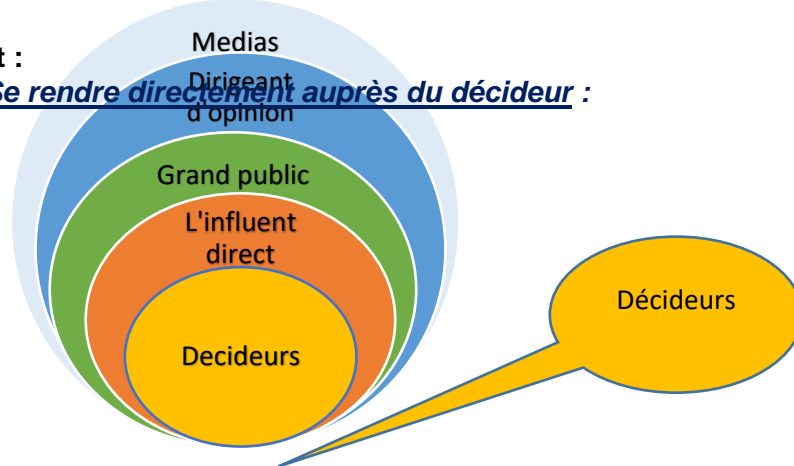 Medias
t :
Se rendre directement auprès du décideur :
Dirigeant
d'opinion
Grand public
L'influent
direct
Decideurs
Décideurs